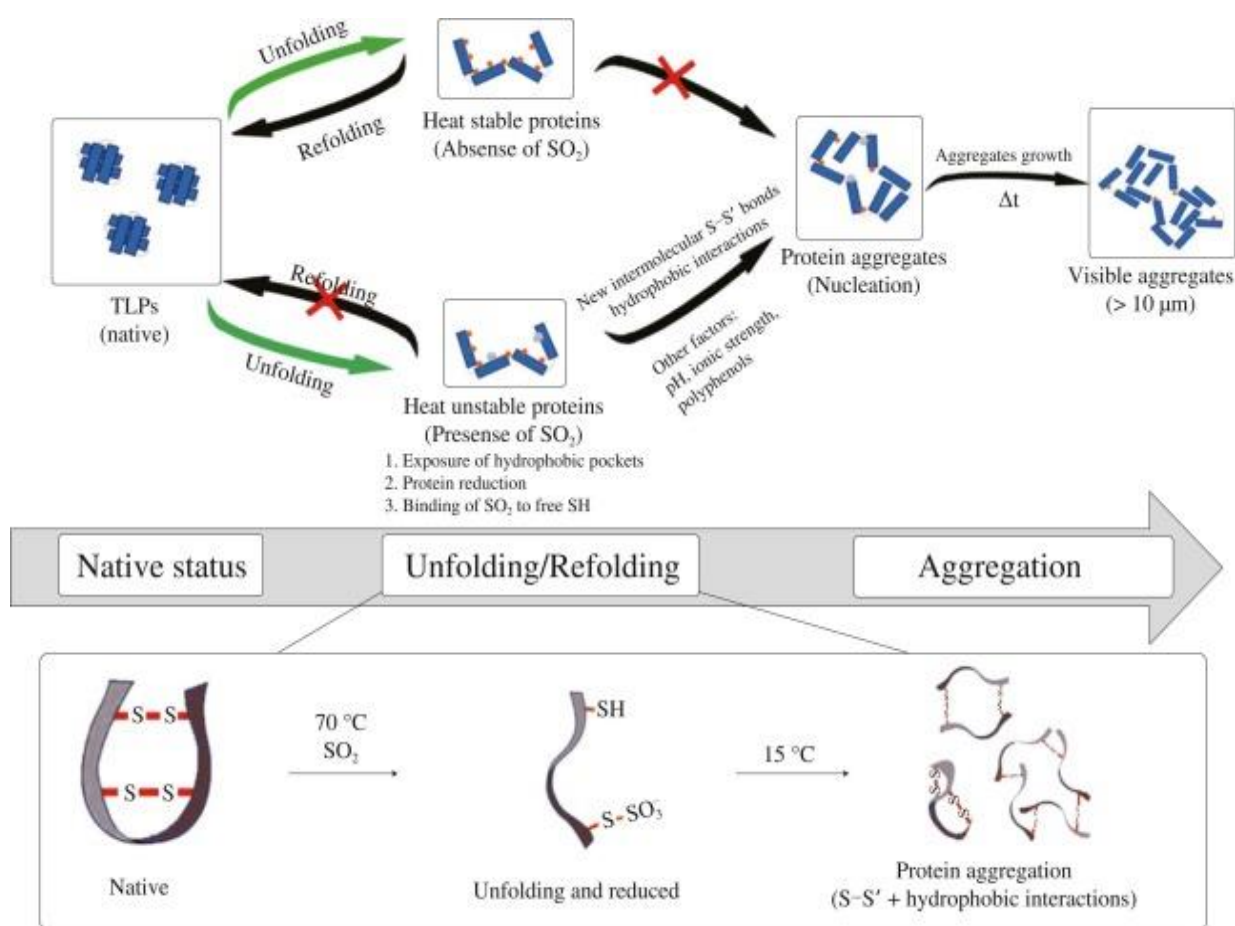 Unfolding
Refolding
Heat stable proteins
(Absense of SO₂)
TLPs
(native)
Refolding
Unfolding
Heat unstable proteins
(Presense of SO₂)
1. Exposure of hydrophobic pockets
2. Protein reduction
3. Binding of SO₂ to free SH
New intermolecular S–S′ bonds
hydrophobic interactions
Other factors:
pH, ionic strength,
polyphenols
Protein aggregates
(Nucleation)
Aggregates growth
Δt
Visible aggregates
(> 10 μm)
Native status
Unfolding/Refolding
Aggregation
S S
S S
Native
70 °C
SO₂
SH
S-SO₃⁻
Unfolding and reduced
15 °C
S-S
S-S
Protein aggregation
(S–S′ + hydrophobic interactions)